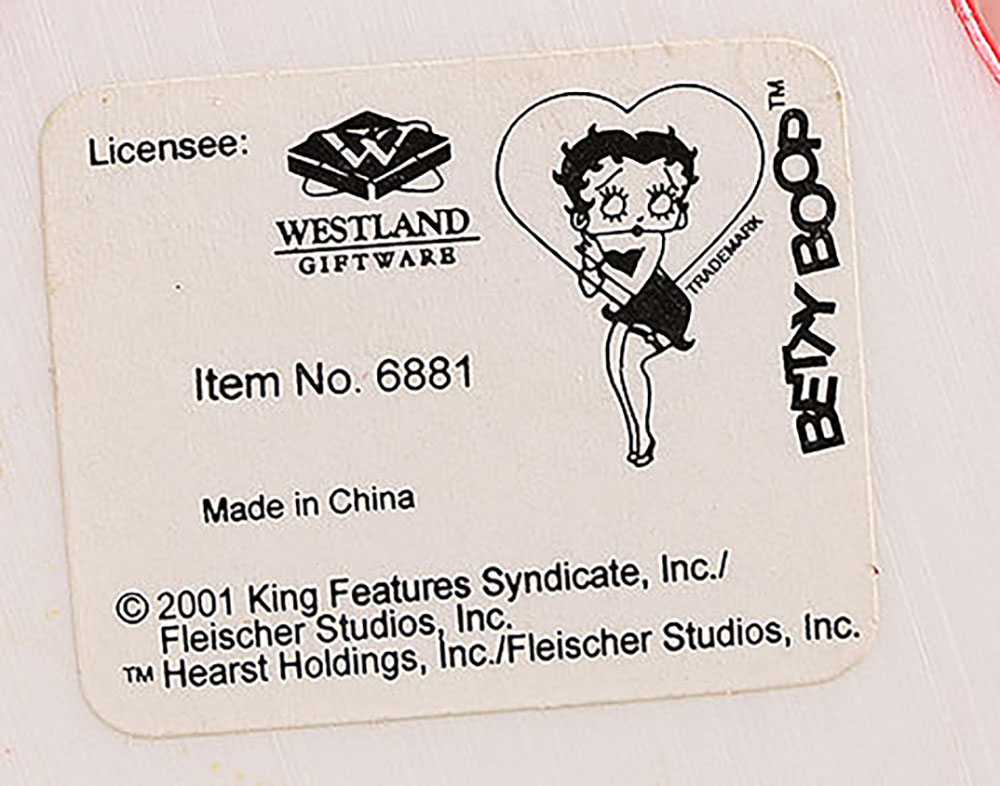 Licensee:
W
WESTLAND
GIFTWARE
TRADEMARK
BETTY BOOP™
Item No. 6881
Made in China
© 2001 King Features Syndicate, Inc./
Fleischer Studios, Inc.
™ Hearst Holdings, Inc./Fleischer Studios, Inc.